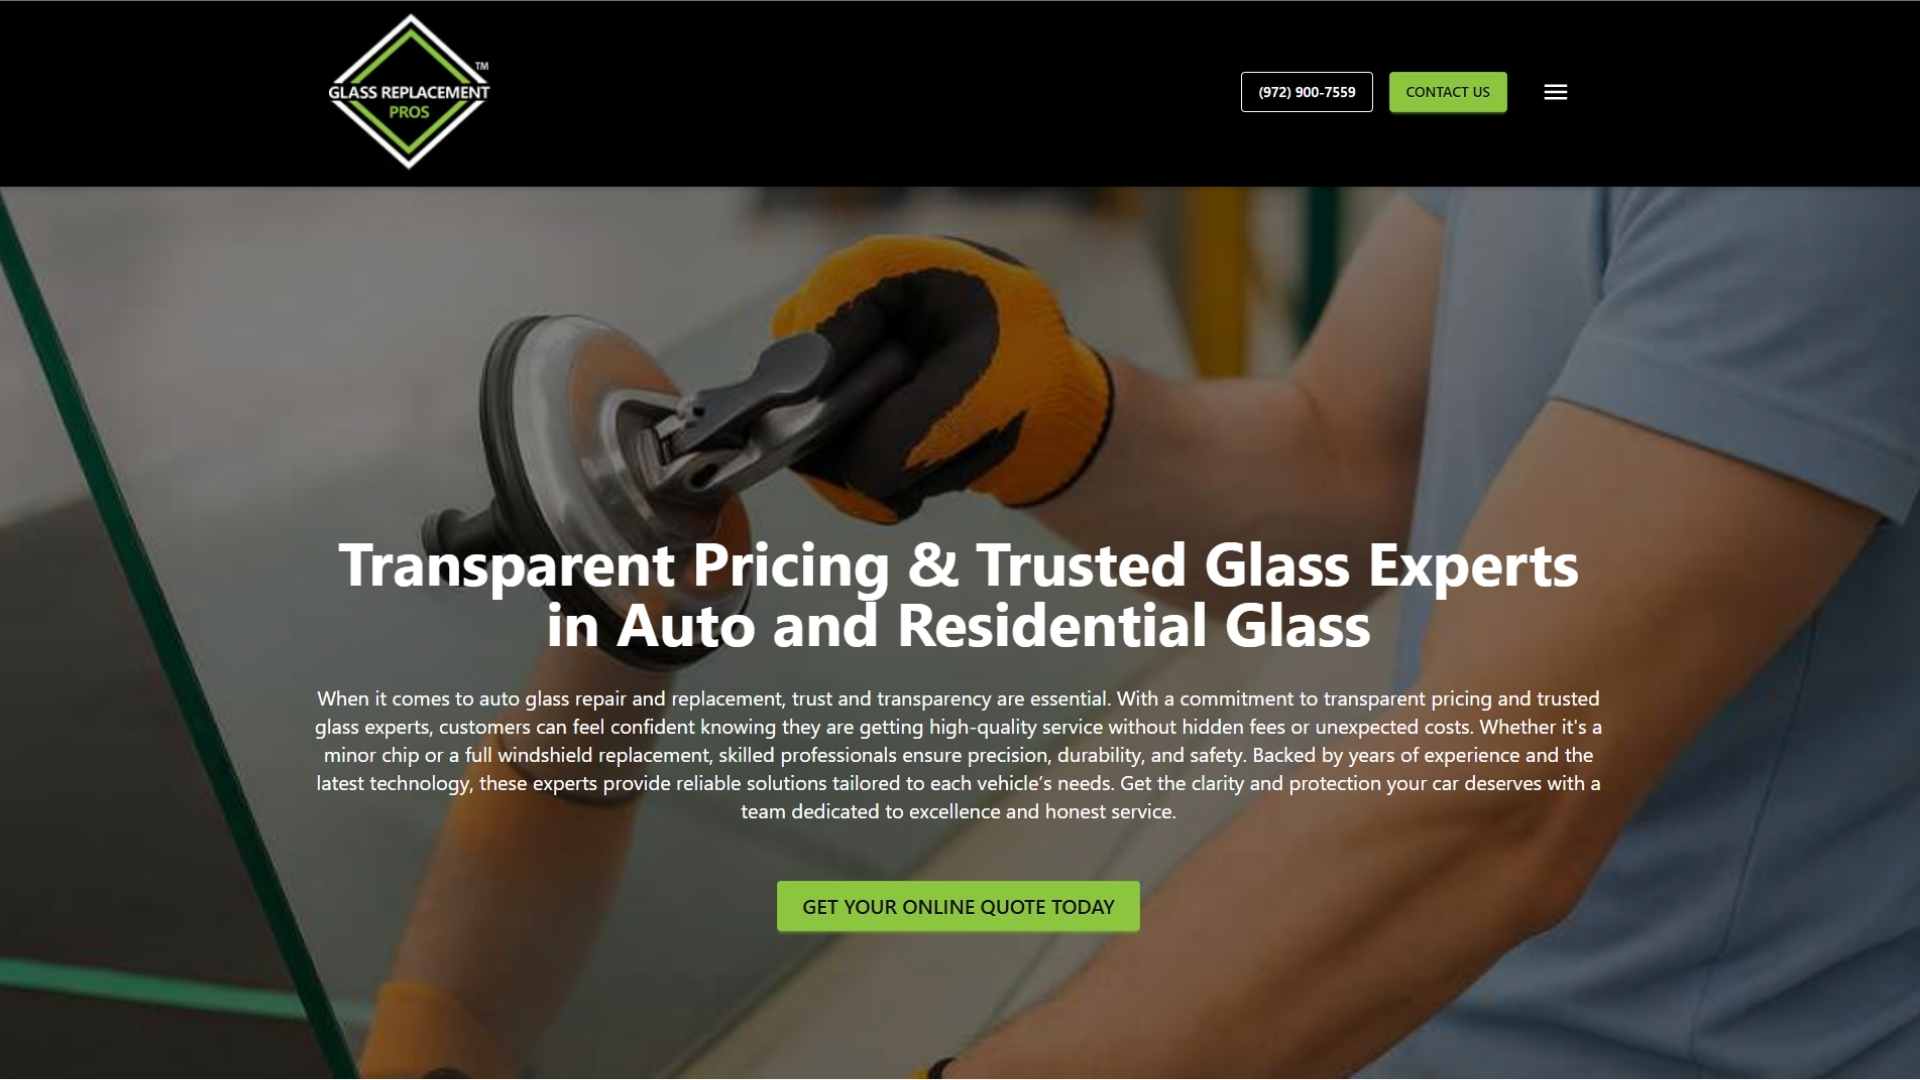 TM
GLASS REPLACEMENT
PROS
(972) 900-7559
CONTACT US
Transparent Pricing & Trusted Glass Experts
in Auto and Residential Glass
When it comes to auto glass repair and replacement, trust and transparency are essential. With a commitment to transparent pricing and trusted
glass experts, customers can feel confident knowing they are getting high-quality service without hidden fees or unexpected costs. Whether it's a
minor chip or a full windshield replacement, skilled professionals ensure precision, durability, and safety. Backed by years of experience and the
latest technology, these experts provide reliable solutions tailored to each vehicle’s needs. Get the clarity and protection your car deserves with a
team dedicated to excellence and honest service.
GET YOUR ONLINE QUOTE TODAY